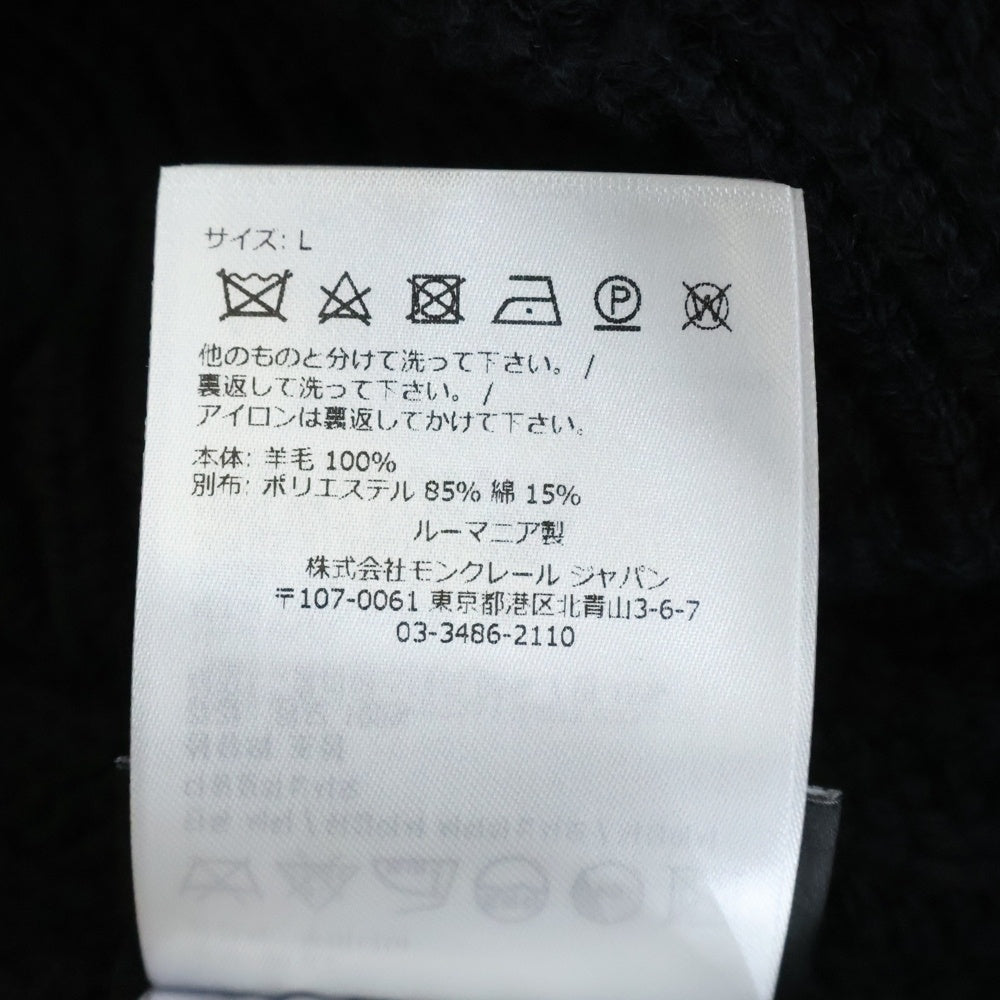 サイズ: L
P W
他のものと分けて洗って下さい。 /
裏返して洗って下さい。 /
アイロンは裏返してかけて下さい。
本体: 羊毛 100%
別布: ポリエステル 85% 綿 15%
ルーマニア製
株式会社モンクレール ジャパン
〒107-0061 東京都港区北青山3-6-7
03-3486-2110